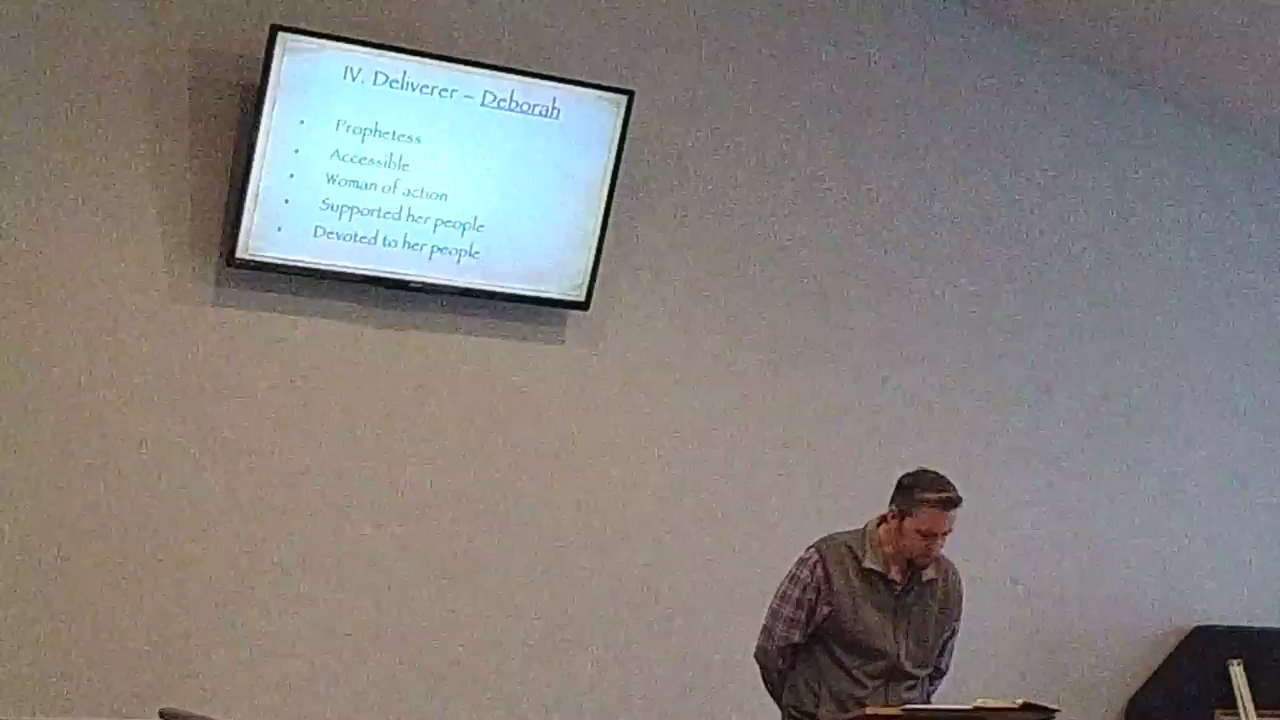 IV. Deliverer – Deborah
• Prophetess
• Accessible
• Woman of action
• Supported her people
• Devoted to her people